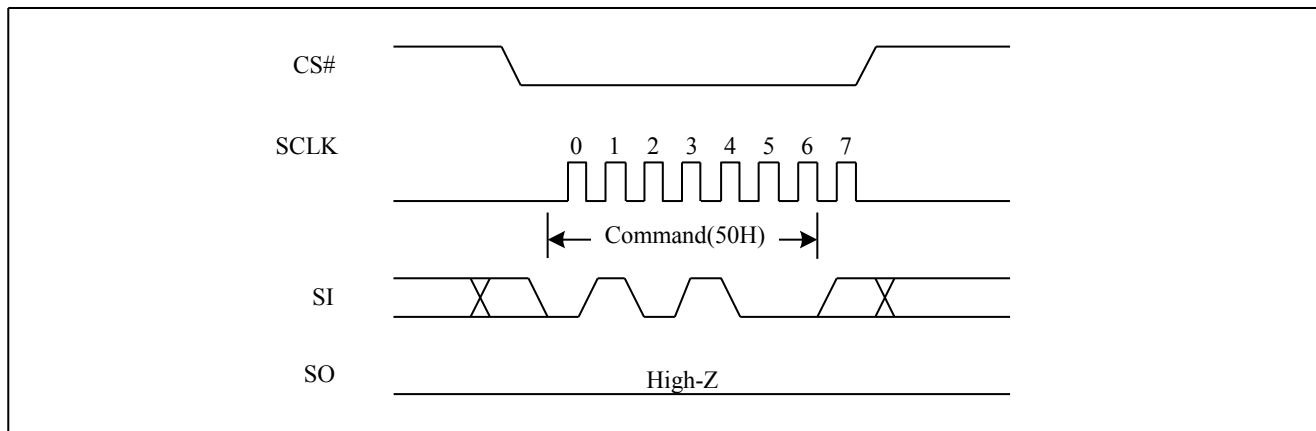 CS#
SCLK
0 1 2 3 4 5 6 7
Command(50H)
SI
SO
High-Z